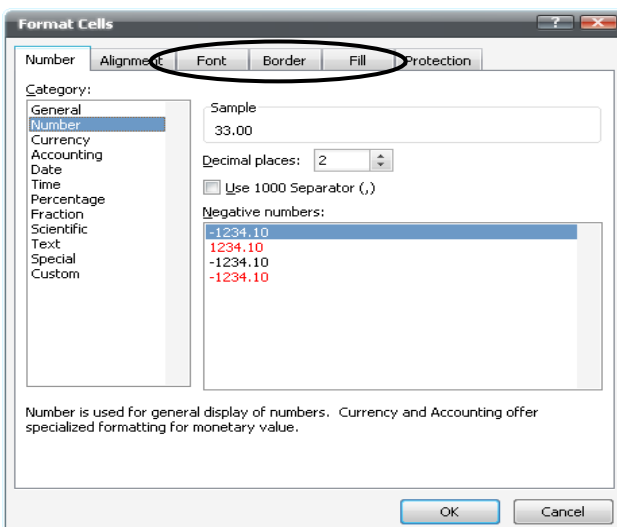 Format Cells
Number Alignment Font Border Fill Protection
Category:
General
Number
Currency
Accounting
Date
Time
Percentage
Fraction
Scientific
Text
Special
Custom
Sample
33.00
Decimal places: 2
Use 1000 Separator (,)
Negative numbers:
-1234.10
1234.10
-1234.10
-1234.10
Number is used for general display of numbers. Currency and Accounting offer
specialized formatting for monetary value.
OK Cancel